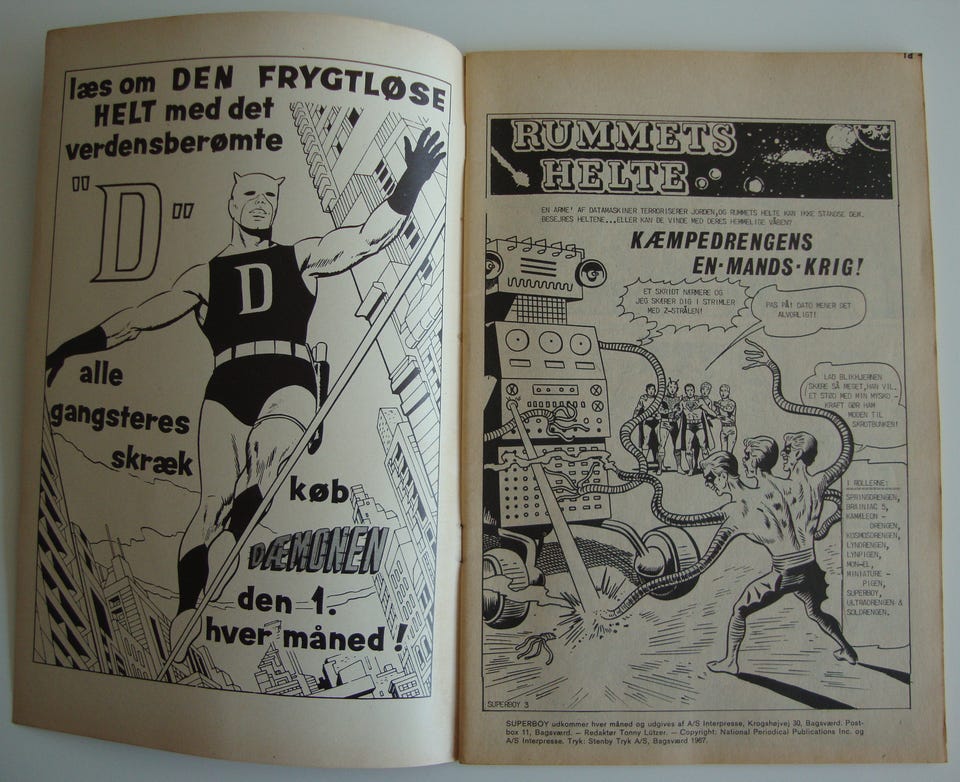 læs om DEN FRYGTLØSE
HELT med det
verdensberømte
"D"
D
alle
gangsteres
skræk
køb
DÆMONEN
den 1.
hver måned!
RUMMETS
HELTE
EN ARME' AF DATAMASKINER TERRORISERER JORDEN, OG RUMMETS HELTE KAN IKKE STANDSE DEM.
BESEJRES HELTENE...ELLER KAN DE VINDE MED DERES HEMMELIGE VÅBEN?
KÆMPEDRENGENS
EN-MANDS-KRIG!
ET SKRIDT NÆRMERE OG
JEG SKÆRER DIG I STRIMLER
MED Z-STRÅLEN!
PAS PÅ! DATO MENER DET
ALVORLIGT!
LAD BLIKHJERNEN
SKÆRE SÅ MEGET, HAN VIL.
ET STØD MED MIN MYSKO-
KRAFT GØR HAM
MODEN TIL
SKROTBUNKEN!
I ROLLERNE:
SPRINGDRENGEN,
BRAINIAC 5,
KAMÆLEON-
DRENGEN,
KOSMOSDRENGEN,
LYNDRENGEN,
LYNPIGEN,
MON-EL,
MINIATURE-
PIGEN,
SUPERBOY,
ULTRADRENGEN &
SOLDRENGEN.
SUPERBOY 3
SUPERBOY udkommer hver måned og udgives af A/S Interpresse, Krogshøjvej 30, Bagsværd. Post-
box 11, Bagsværd. — Redaktør Tonny Lützer. — Copyright: National Periodical Publications Inc. og
A/S Interpresse. Tryk: Stenby Tryk A/S, Bagsværd 1967.